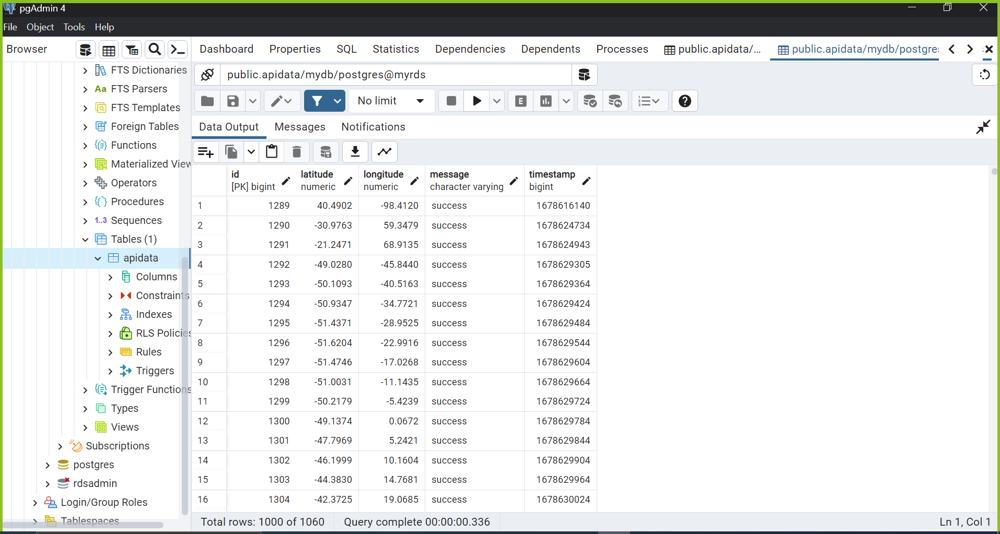 pgAdmin 4
File Object Tools Help
Browser
Dashboard Properties SQL Statistics Dependencies Dependents Processes public.apidata/... public.apidata/mydb/postgre
FTS Dictionaries
Aa FTS Parsers
FTS Templates
Foreign Tables
Functions
Materialized View
Operators
Procedures
1..3 Sequences
Tables (1)
apidata
Columns
Constraints
Indexes
RLS Policies
Rules
Triggers
Trigger Functions
Types
Views
Subscriptions
postgres
rdsadmin
Login/Group Roles
Tablespaces
public.apidata/mydb/postgres@myrds
No limit
E
Data Output Messages Notifications
id latitude longitude message timestamp
[PK] bigint numeric numeric character varying bigint
1 1289 40.4902 -98.4120 success 1678616140
2 1290 -30.9763 59.3479 success 1678624734
3 1291 -21.2471 68.9135 success 1678624943
4 1292 -49.0280 -45.8440 success 1678629305
5 1293 -50.1093 -40.5163 success 1678629364
6 1294 -50.9347 -34.7721 success 1678629424
7 1295 -51.4371 -28.9525 success 1678629484
8 1296 -51.6204 -22.9916 success 1678629544
9 1297 -51.4746 -17.0268 success 1678629604
10 1298 -51.0031 -11.1435 success 1678629664
11 1299 -50.2179 -5.4239 success 1678629724
12 1300 -49.1374 0.0672 success 1678629784
13 1301 -47.7969 5.2421 success 1678629844
14 1302 -46.1999 10.1604 success 1678629904
15 1303 -44.3830 14.7681 success 1678629964
16 1304 -42.3725 19.0685 success 1678630024
Total rows: 1000 of 1060 Query complete 00:00:00.336 Ln 1, Col 1